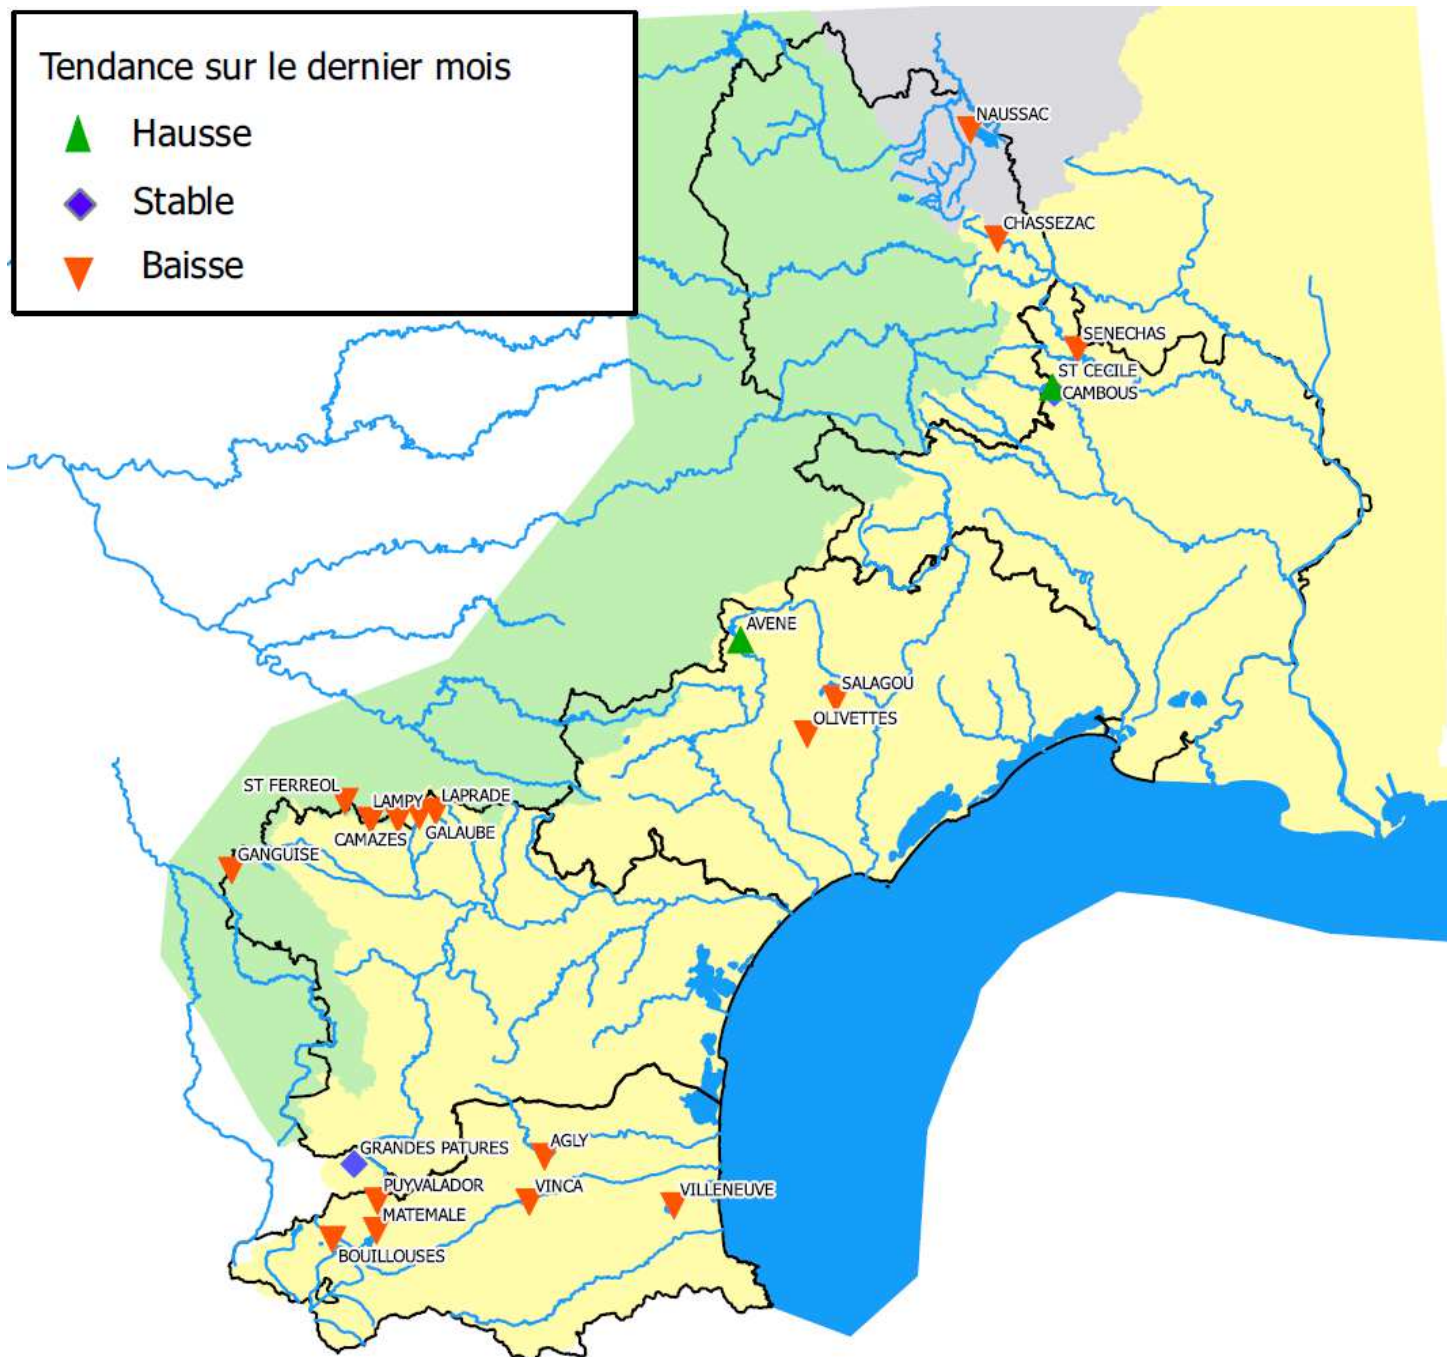 Tendance sur le dernier mois
Hausse
Stable
Baisse
NAUSSAC
CHASSEZAC
SENECHAS
ST CECILE
CAMBOUS
AVENE
SALAGOU
OLIVETTES
ST FERREOL
LAMPY
LAPRADE
CAMAZES
GALAUBE
GANGUISE
GRANDES PATURES
AGLY
PUYVALADOR
VINCA
VILLENEUVE
MATEMALE
BOUILLOUSES